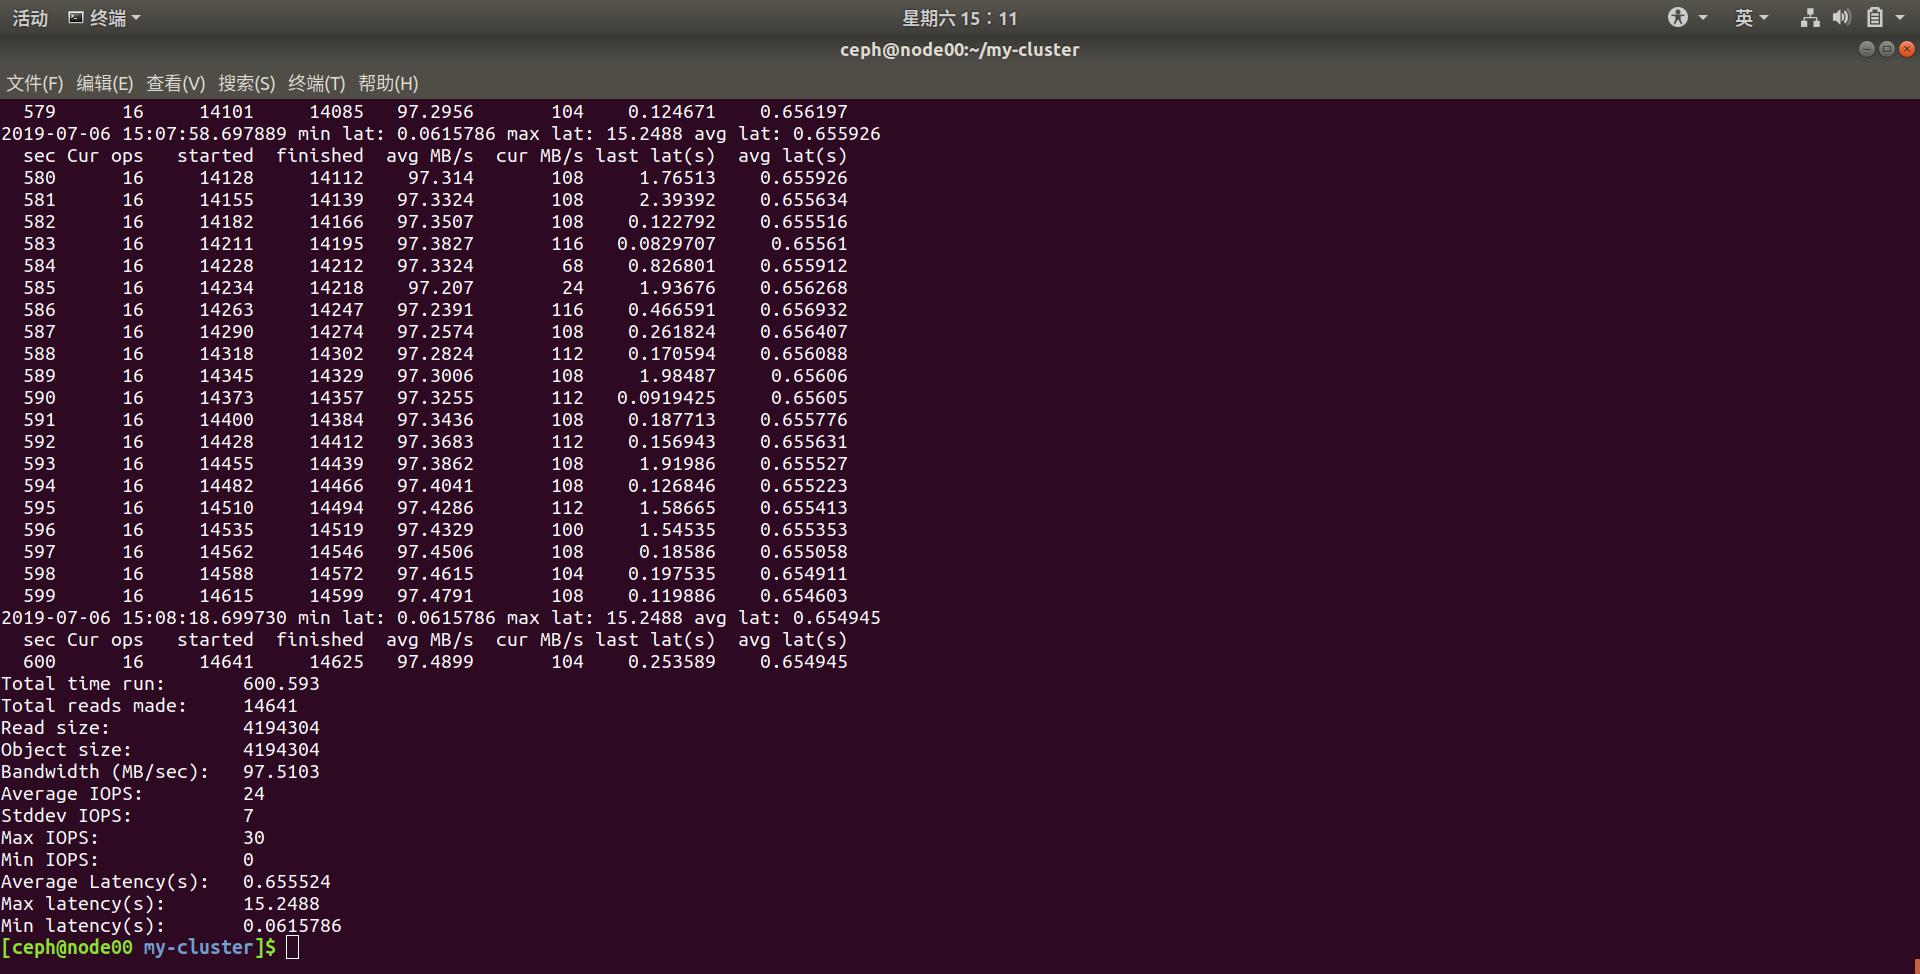 活动 终端 星期六 15：11 英
ceph@node00:~/my-cluster
文件(F) 编辑(E) 查看(V) 搜索(S) 终端(T) 帮助(H)
579 16 14101 14085 97.2956 104 0.124671 0.656197
2019-07-06 15:07:58.697889 min lat: 0.0615786 max lat: 15.2488 avg lat: 0.655926
sec Cur ops started finished avg MB/s cur MB/s last lat(s) avg lat(s)
580 16 14128 14112 97.314 108 1.76513 0.655926
581 16 14155 14139 97.3324 108 2.39392 0.655634
582 16 14182 14166 97.3507 108 0.122792 0.655516
583 16 14211 14195 97.3827 116 0.0829707 0.65561
584 16 14228 14212 97.3324 68 0.826801 0.655912
585 16 14234 14218 97.207 24 1.93676 0.656268
586 16 14263 14247 97.2391 116 0.466591 0.656932
587 16 14290 14274 97.2574 108 0.261824 0.656407
588 16 14318 14302 97.2824 112 0.170594 0.656088
589 16 14345 14329 97.3006 108 1.98487 0.65606
590 16 14373 14357 97.3255 112 0.0919425 0.65605
591 16 14400 14384 97.3436 108 0.187713 0.655776
592 16 14428 14412 97.3683 112 0.156943 0.655631
593 16 14455 14439 97.3862 108 1.91986 0.655527
594 16 14482 14466 97.4041 108 0.126846 0.655223
595 16 14510 14494 97.4286 112 1.58665 0.655413
596 16 14535 14519 97.4329 100 1.54535 0.655353
597 16 14562 14546 97.4506 108 0.18586 0.655058
598 16 14588 14572 97.4615 104 0.197535 0.654911
599 16 14615 14599 97.4791 108 0.119886 0.654603
2019-07-06 15:08:18.699730 min lat: 0.0615786 max lat: 15.2488 avg lat: 0.654945
sec Cur ops started finished avg MB/s cur MB/s last lat(s) avg lat(s)
600 16 14641 14625 97.4899 104 0.253589 0.654945
Total time run: 600.593
Total reads made: 14641
Read size: 4194304
Object size: 4194304
Bandwidth (MB/sec): 97.5103
Average IOPS: 24
Stddev IOPS: 7
Max IOPS: 30
Min IOPS: 0
Average Latency(s): 0.655524
Max latency(s): 15.2488
Min latency(s): 0.0615786
[ceph@node00 my-cluster]$